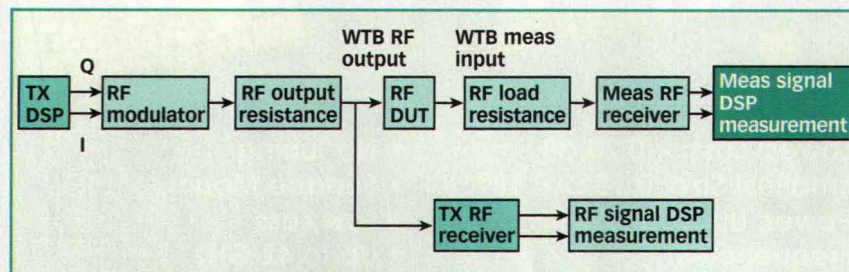 WTB RF
output
WTB meas
input
Q
I
TX
DSP
RF
modulator
RF output
resistance
RF
DUT
RF load
resistance
Meas RF
receiver
Meas signal
DSP
measurement
TX RF
receiver
RF signal DSP
measurement